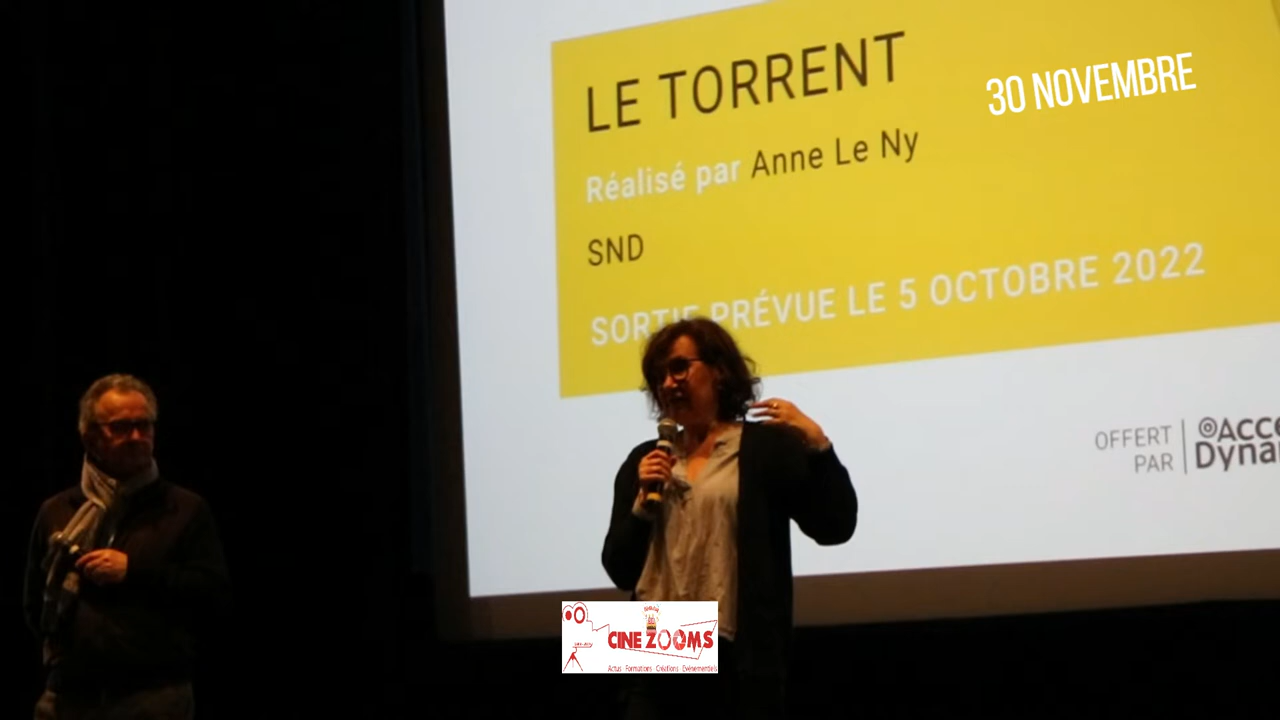 LE TORRENT
30 NOVEMBRE
Réalisé par Anne Le Ny
SND
SORTIE PRÉVUE LE 5 OCTOBRE 2022
OFFERT
PAR
CINE ZOOMS
Actus Formations Créations Evénementiels